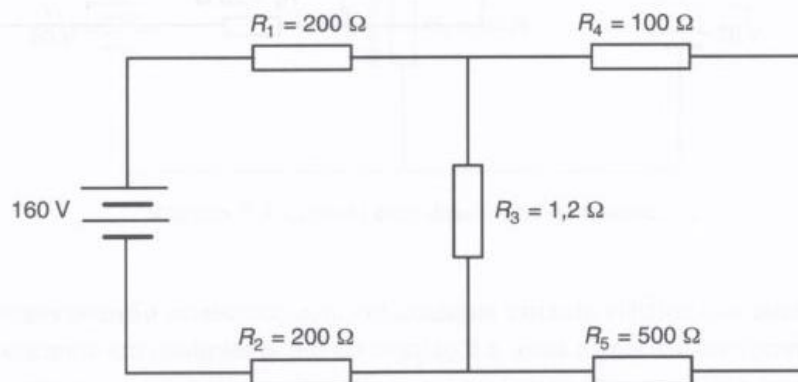 R₁ = 200 Ω
R₄ = 100 Ω
160 V
R₃ = 1,2 Ω
R₂ = 200 Ω
R₅ = 500 Ω